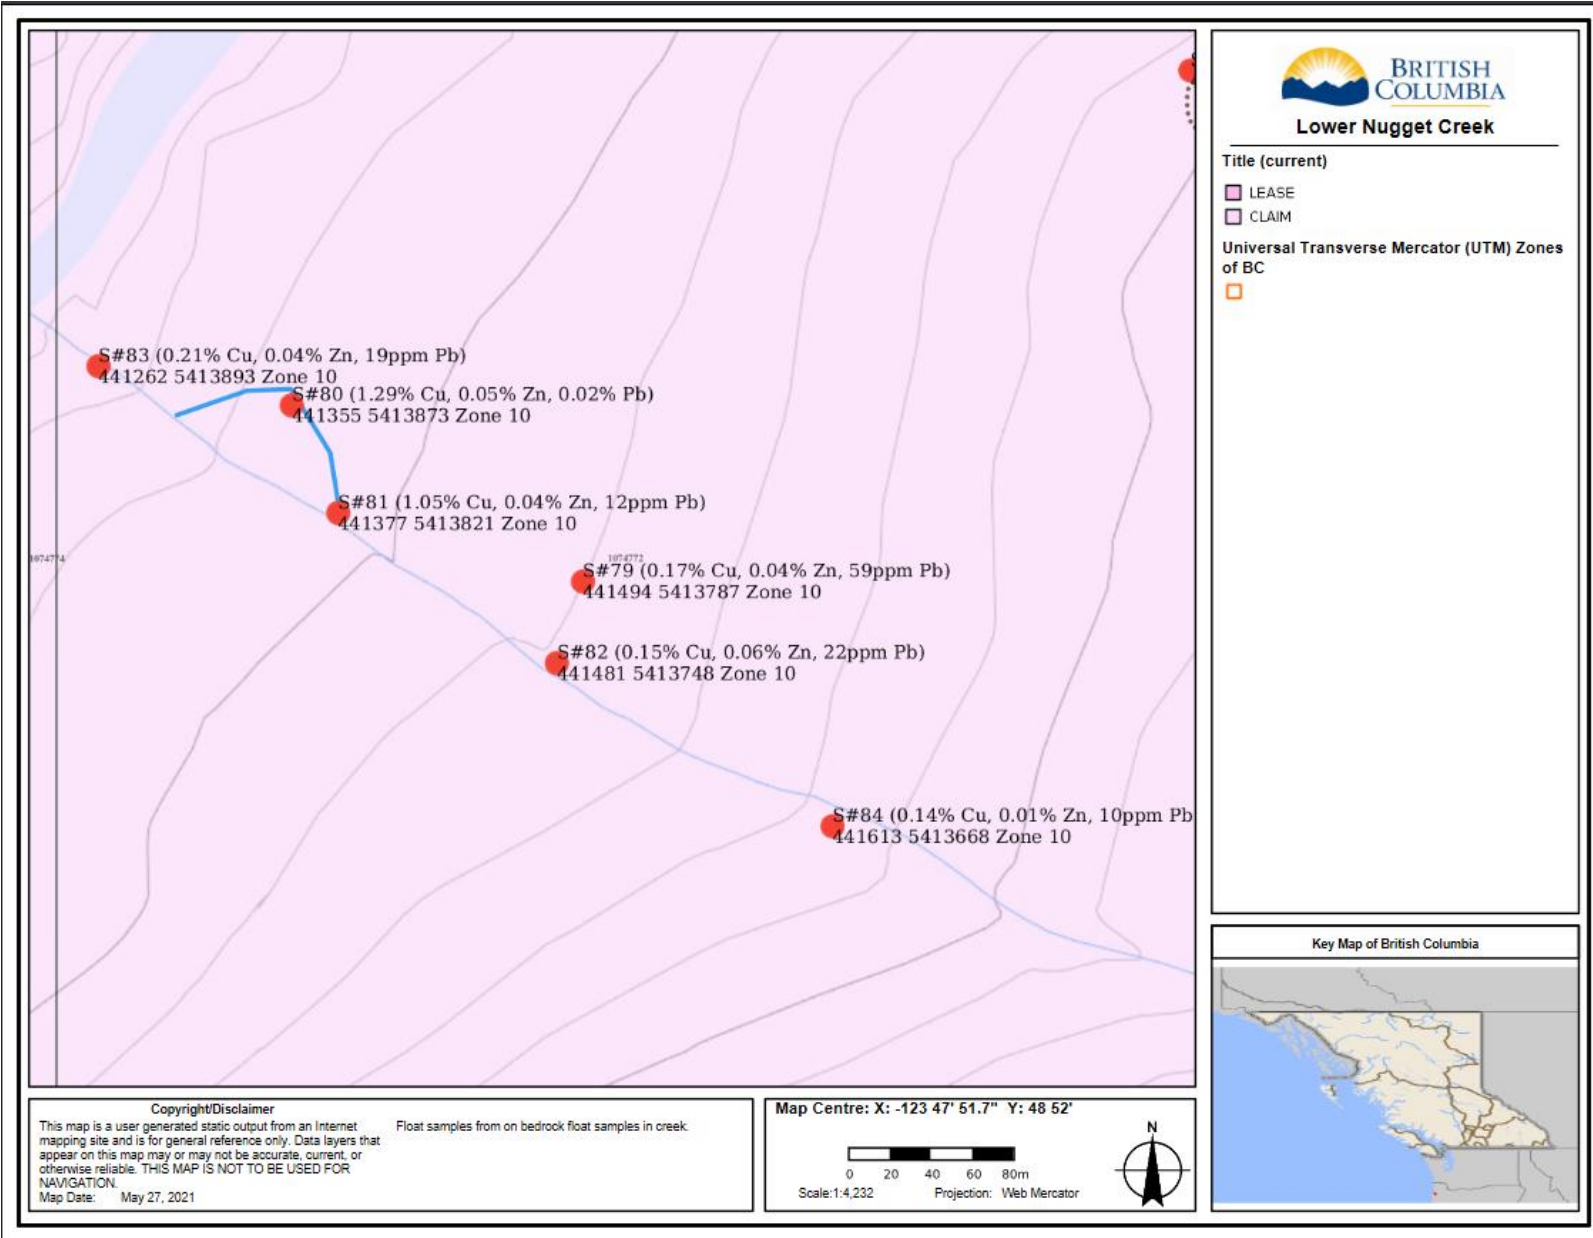 S#83 (0.21% Cu, 0.04% Zn, 19ppm Pb)
441262 5413893 Zone 10
S#80 (1.29% Cu, 0.05% Zn, 0.02% Pb)
441355 5413873 Zone 10
S#81 (1.05% Cu, 0.04% Zn, 12ppm Pb)
441377 5413821 Zone 10
1074774
1074772
S#79 (0.17% Cu, 0.04% Zn, 59ppm Pb)
441494 5413787 Zone 10
S#82 (0.15% Cu, 0.06% Zn, 22ppm Pb)
441481 5413748 Zone 10
S#84 (0.14% Cu, 0.01% Zn, 10ppm Pb
441613 5413668 Zone 10
BRITISH
COLUMBIA
Lower Nugget Creek
Title (current)
LEASE
CLAIM
Universal Transverse Mercator (UTM) Zones
of BC
Key Map of British Columbia
Copyright/Disclaimer
This map is a user generated static output from an Internet
mapping site and is for general reference only. Data layers that
appear on this map may or may not be accurate, current, or
otherwise reliable. THIS MAP IS NOT TO BE USED FOR
NAVIGATION.
Map Date: May 27, 2021
Float samples from on bedrock float samples in creek.
Map Centre: X: -123 47' 51.7" Y: 48 52'
0 20 40 60 80m
Scale:1:4,232 Projection: Web Mercator
N